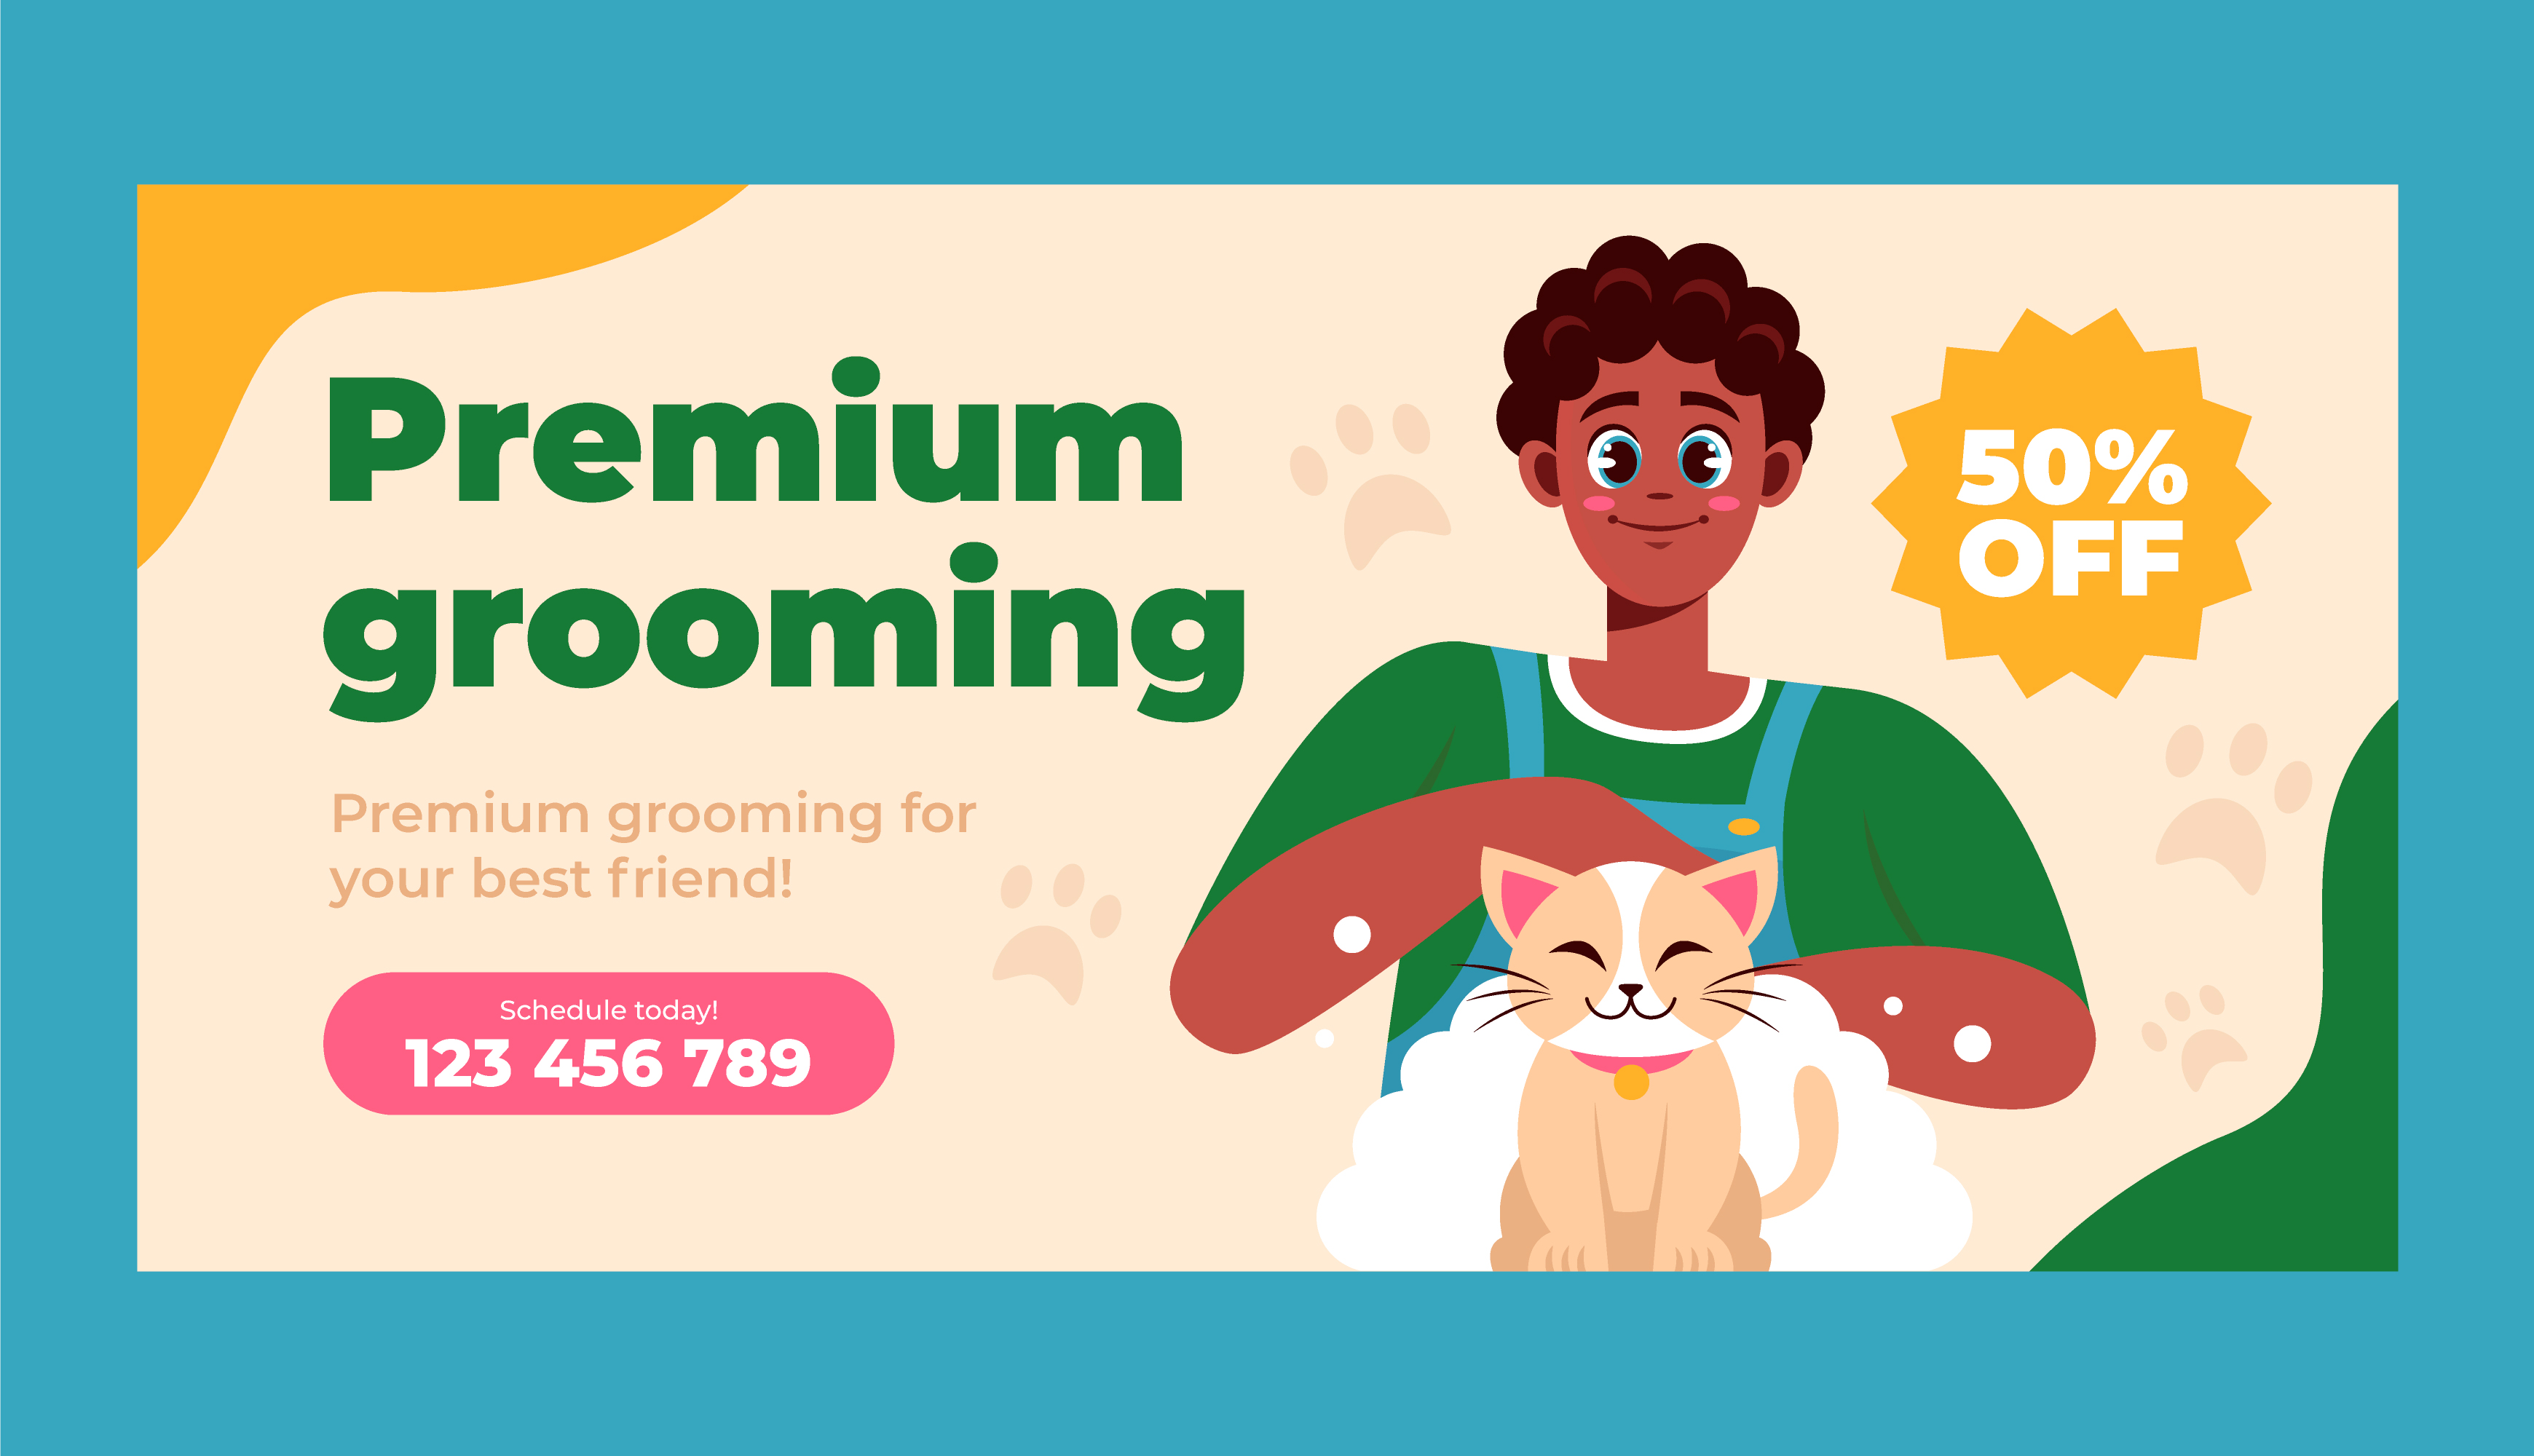 Premium
grooming
Premium grooming for
your best friend!
Schedule today!
123 456 789
50%
OFF